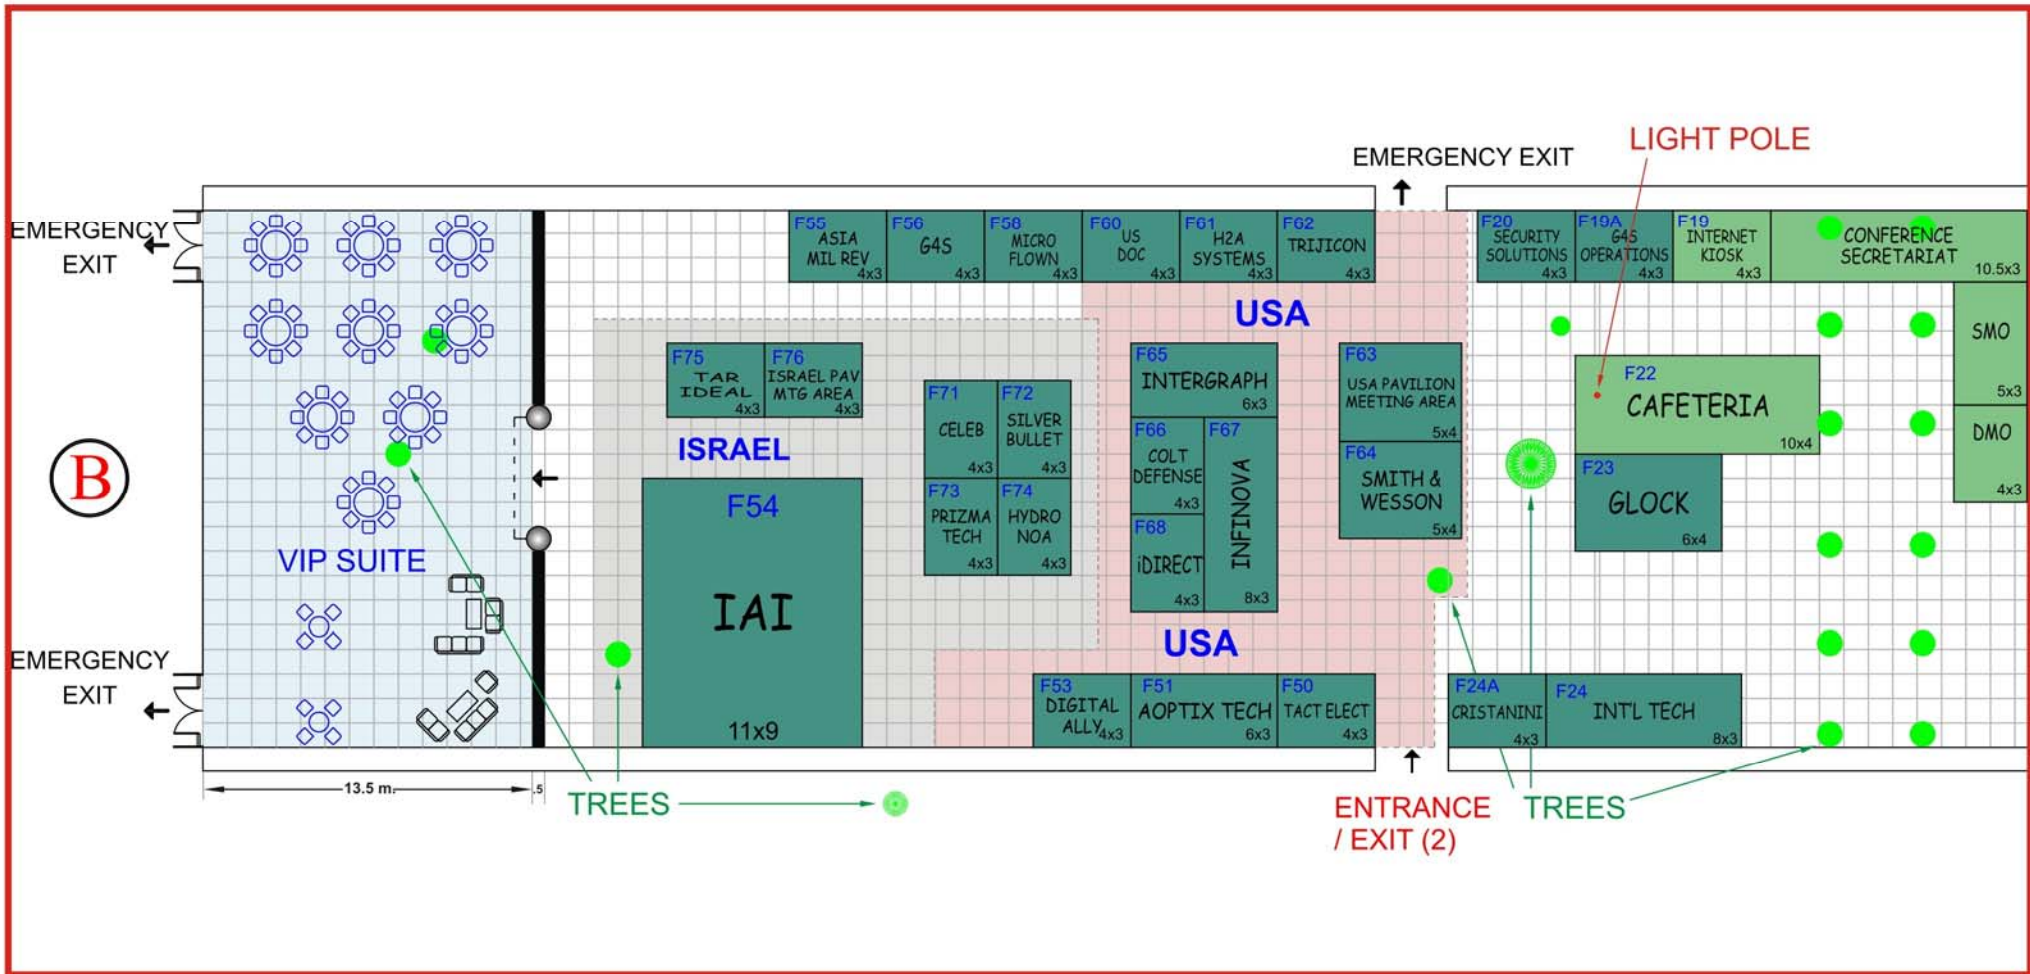 LIGHT POLE
EMERGENCY EXIT
EMERGENCY
EXIT
F55
ASIA
MIL REV
4x3
F56
G4S
4x3
F58
MICRO
FLOWN
4x3
F60
US
DOC
4x3
F61
H2A
SYSTEMS
4x3
F62
TRIJICON
4x3
F20
SECURITY
SOLUTIONS
4x3
F19A
G4S
OPERATIONS
4x3
F19
INTERNET
KIOSK
4x3
CONFERENCE
SECRETARIAT
10.5x3
USA
SMO
5x3
DMO
4x3
F75
TAR
IDEAL
4x3
F76
ISRAEL PAV
MTG AREA
4x3
F71
CELEB
4x3
F72
SILVER
BULLET
4x3
F65
INTERGRAPH
6x3
F63
USA PAVILION
MEETING AREA
5x4
F22
CAFETERIA
10x4
ISRAEL
F66
COLT
DEFENSE
4x3
F67
INFINOVA
8x3
F64
SMITH &
WESSON
5x4
F23
GLOCK
6x4
B
F54
IAI
11x9
F73
PRIZMA
TECH
4x3
F74
HYDRO
NOA
4x3
F68
iDIRECT
4x3
VIP SUITE
USA
EMERGENCY
EXIT
F53
DIGITAL
ALLY
4x3
F51
AOPTIX TECH
6x3
F50
TACT ELECT
4x3
F24A
CRISTANINI
4x3
F24
INT'L TECH
8x3
13.5 m.
.5
TREES
ENTRANCE
/ EXIT (2)
TREES